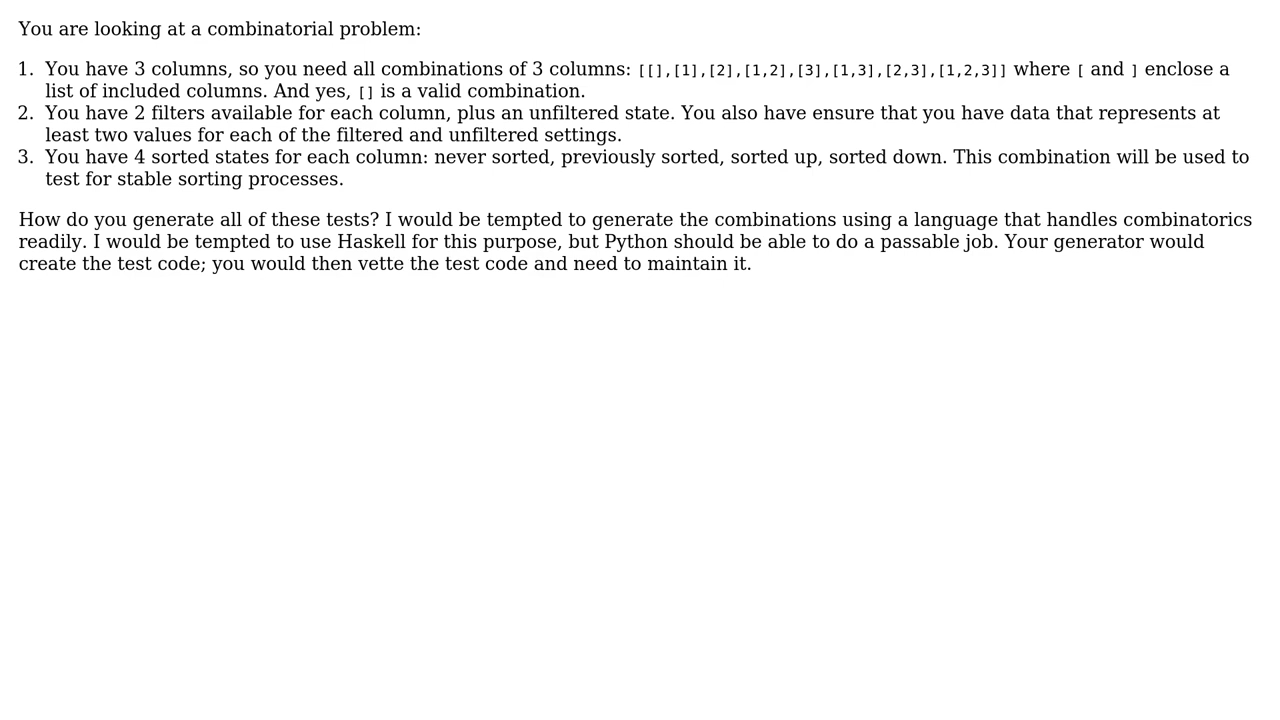 You are looking at a combinatorial problem:
1. You have 3 columns, so you need all combinations of 3 columns: [[],[1],[2],[1,2],[3],[1,3],[2,3],[1,2,3]] where [ and ] enclose a
list of included columns. And yes, [] is a valid combination.
2. You have 2 filters available for each column, plus an unfiltered state. You also have ensure that you have data that represents at
least two values for each of the filtered and unfiltered settings.
3. You have 4 sorted states for each column: never sorted, previously sorted, sorted up, sorted down. This combination will be used to
test for stable sorting processes.
How do you generate all of these tests? I would be tempted to generate the combinations using a language that handles combinatorics
readily. I would be tempted to use Haskell for this purpose, but Python should be able to do a passable job. Your generator would
create the test code; you would then vette the test code and need to maintain it.